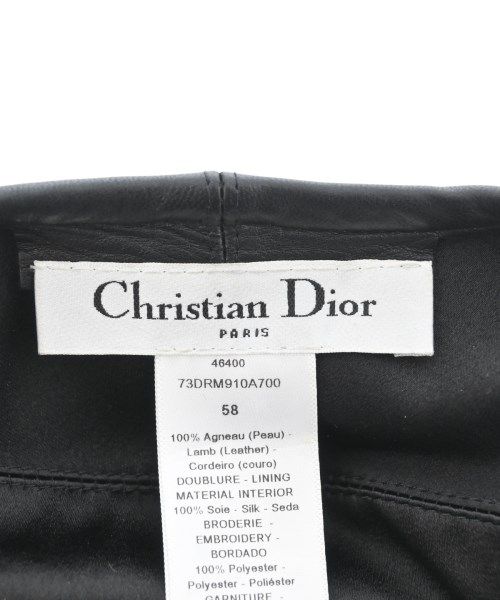 Christian Dior
PARIS
46400
73DRM910A700
58
100% Agneau (Peau) -
Lamb (Leather) -
Cordeiro (couro)
DOUBLURE - LINING
MATERIAL INTERIOR
100% Soie - Silk - Seda
BRODERIE -
EMBROIDERY -
BORDADO
100% Polyester -
Polyester - Poliéster
GARNITURE -